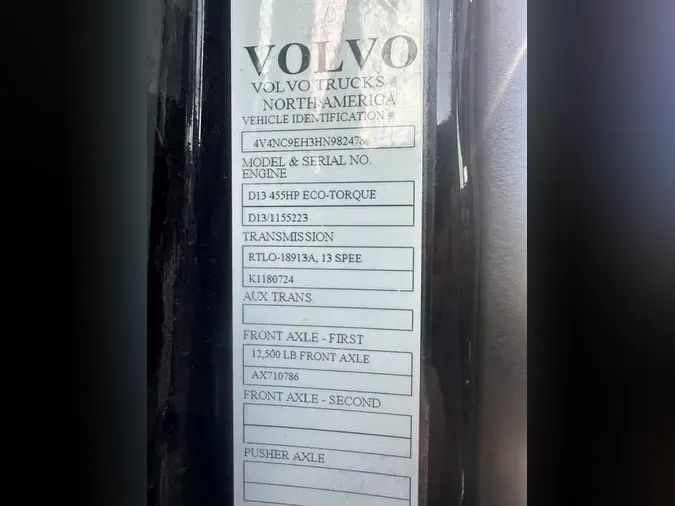 VOLVO
VOLVO TRUCKS
NORTH AMERICA
VEHICLE IDENTIFICATION #
4V4NC9EH3HN982476
MODEL & SERIAL NO.
ENGINE
D13 455HP ECO-TORQUE
D13/1155223
TRANSMISSION
RTLO-18913A, 13 SPEE
K1180724
AUX TRANS
FRONT AXLE - FIRST
12,500 LB FRONT AXLE
AX710786
FRONT AXLE - SECOND
PUSHER AXLE